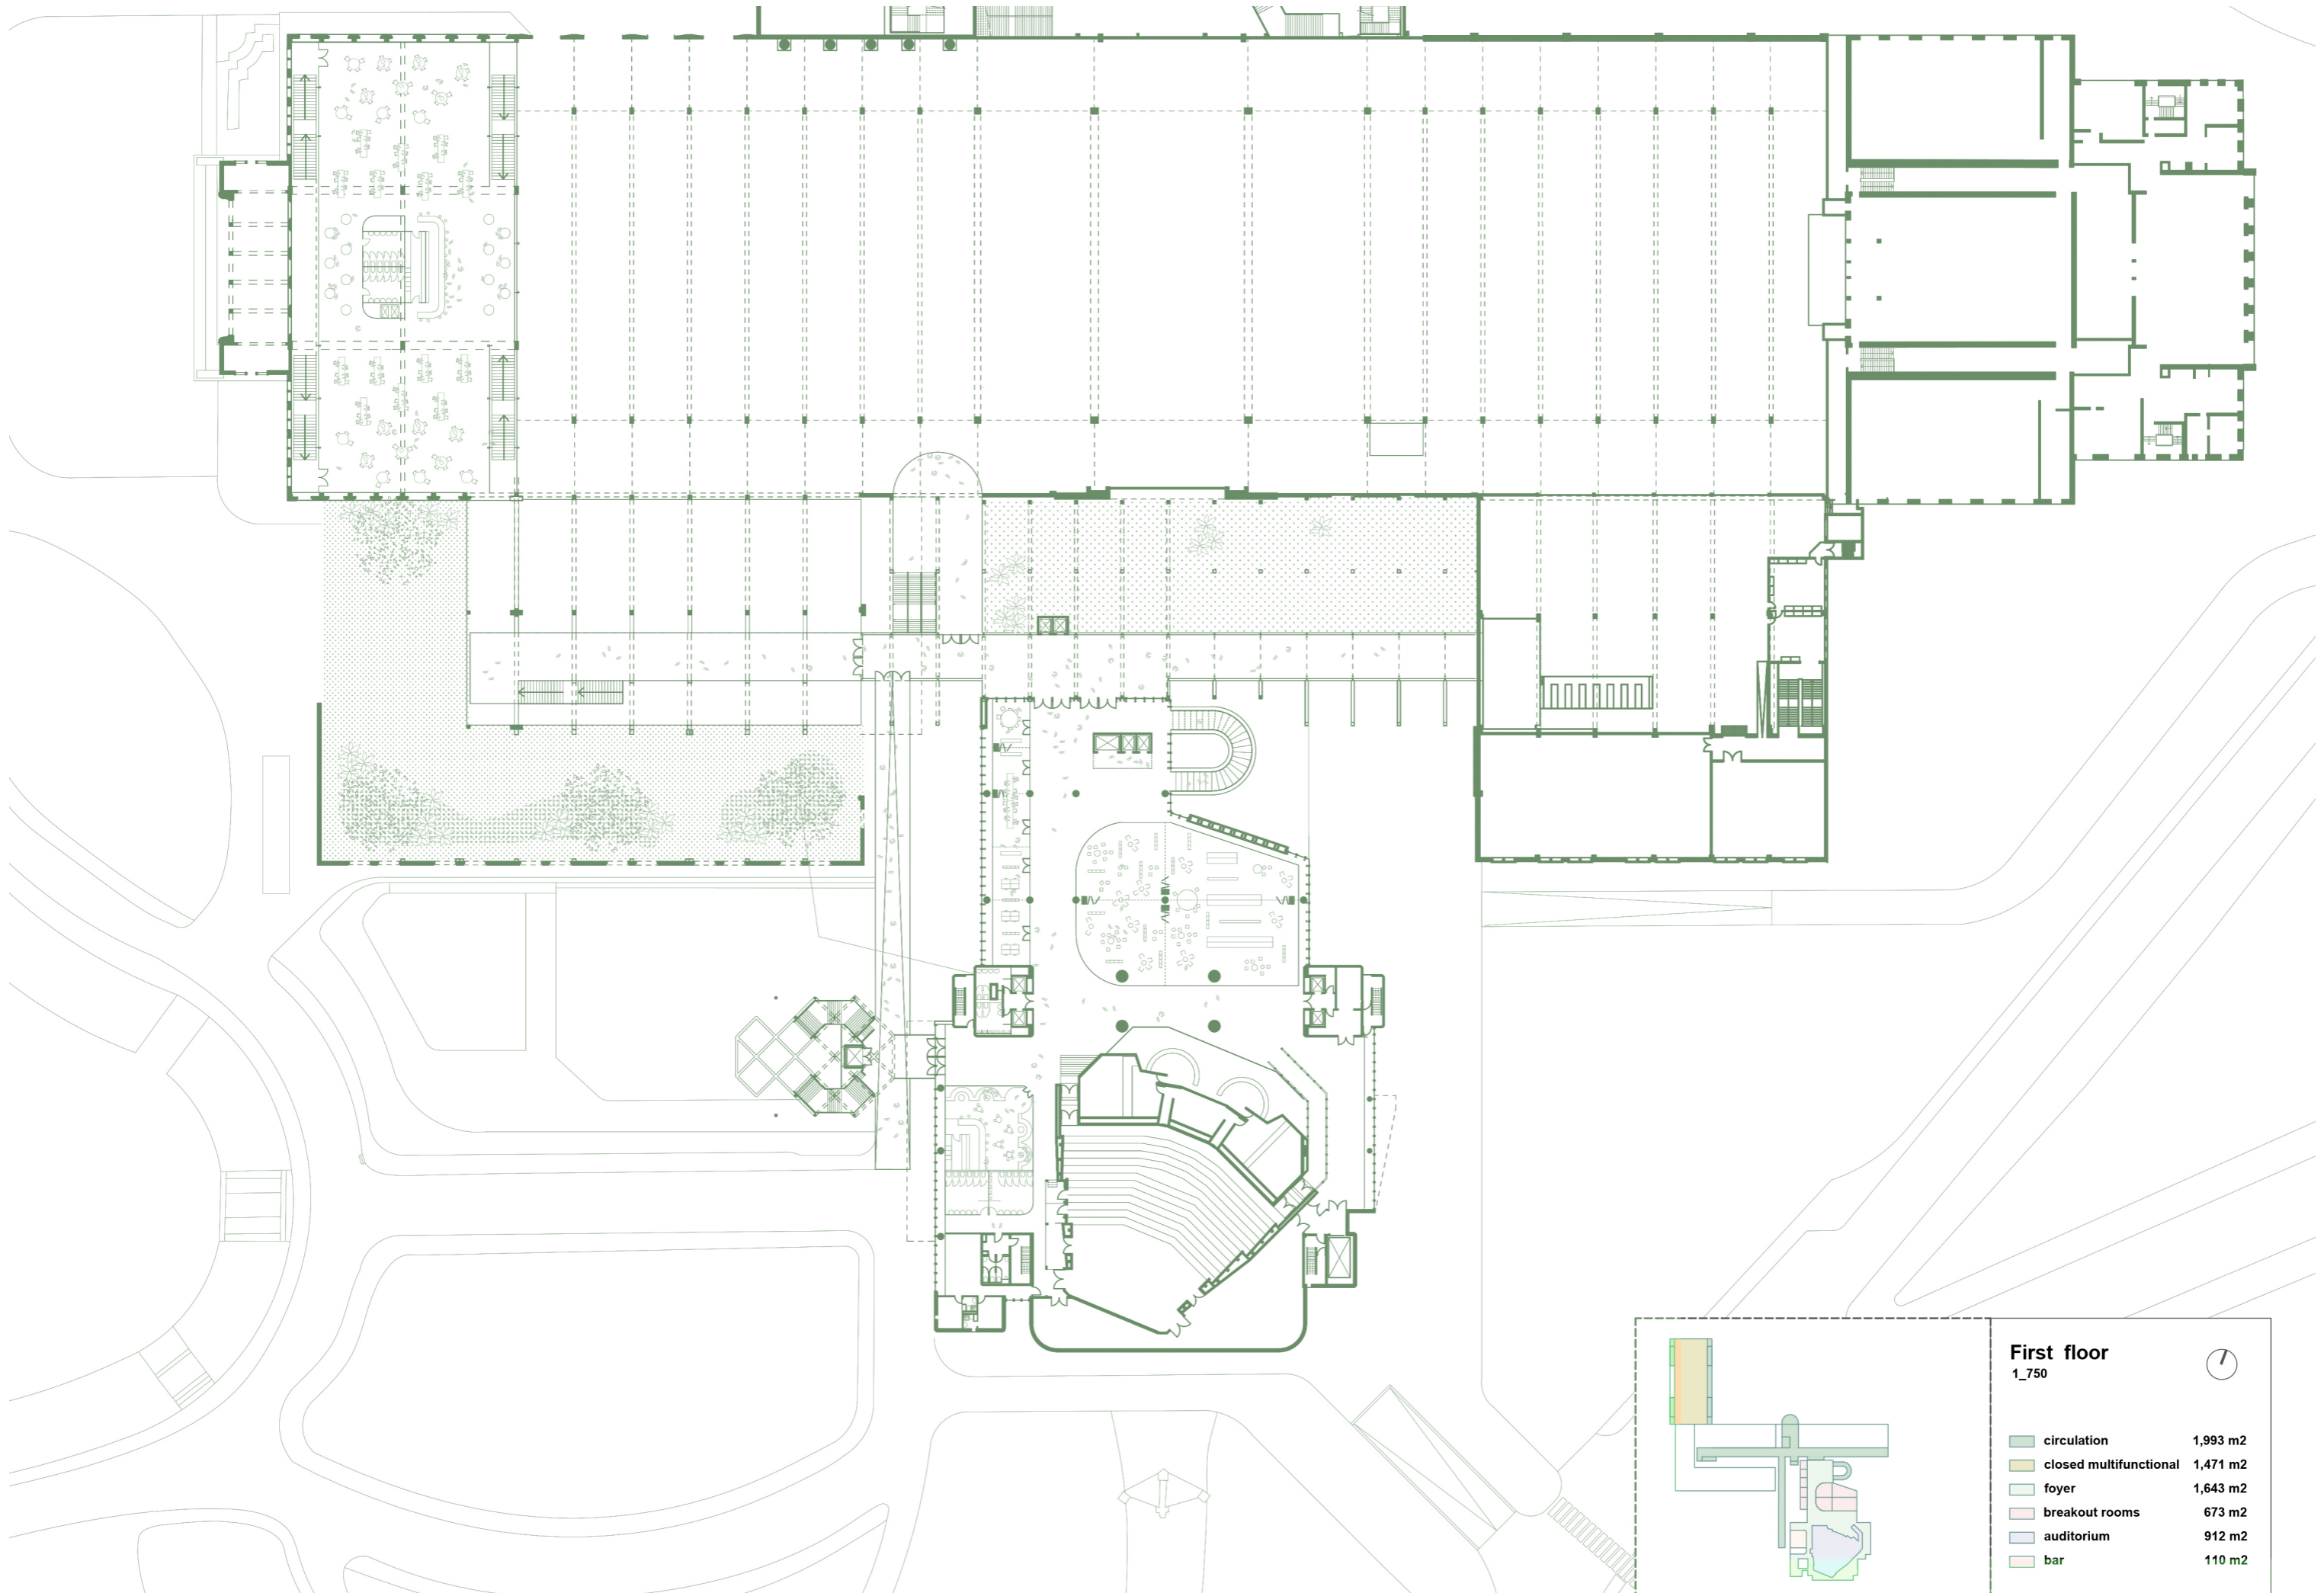 First floor
1_750
circulation 1,993 m2
closed multifunctional 1,471 m2
foyer 1,643 m2
breakout rooms 673 m2
auditorium 912 m2
bar 110 m2